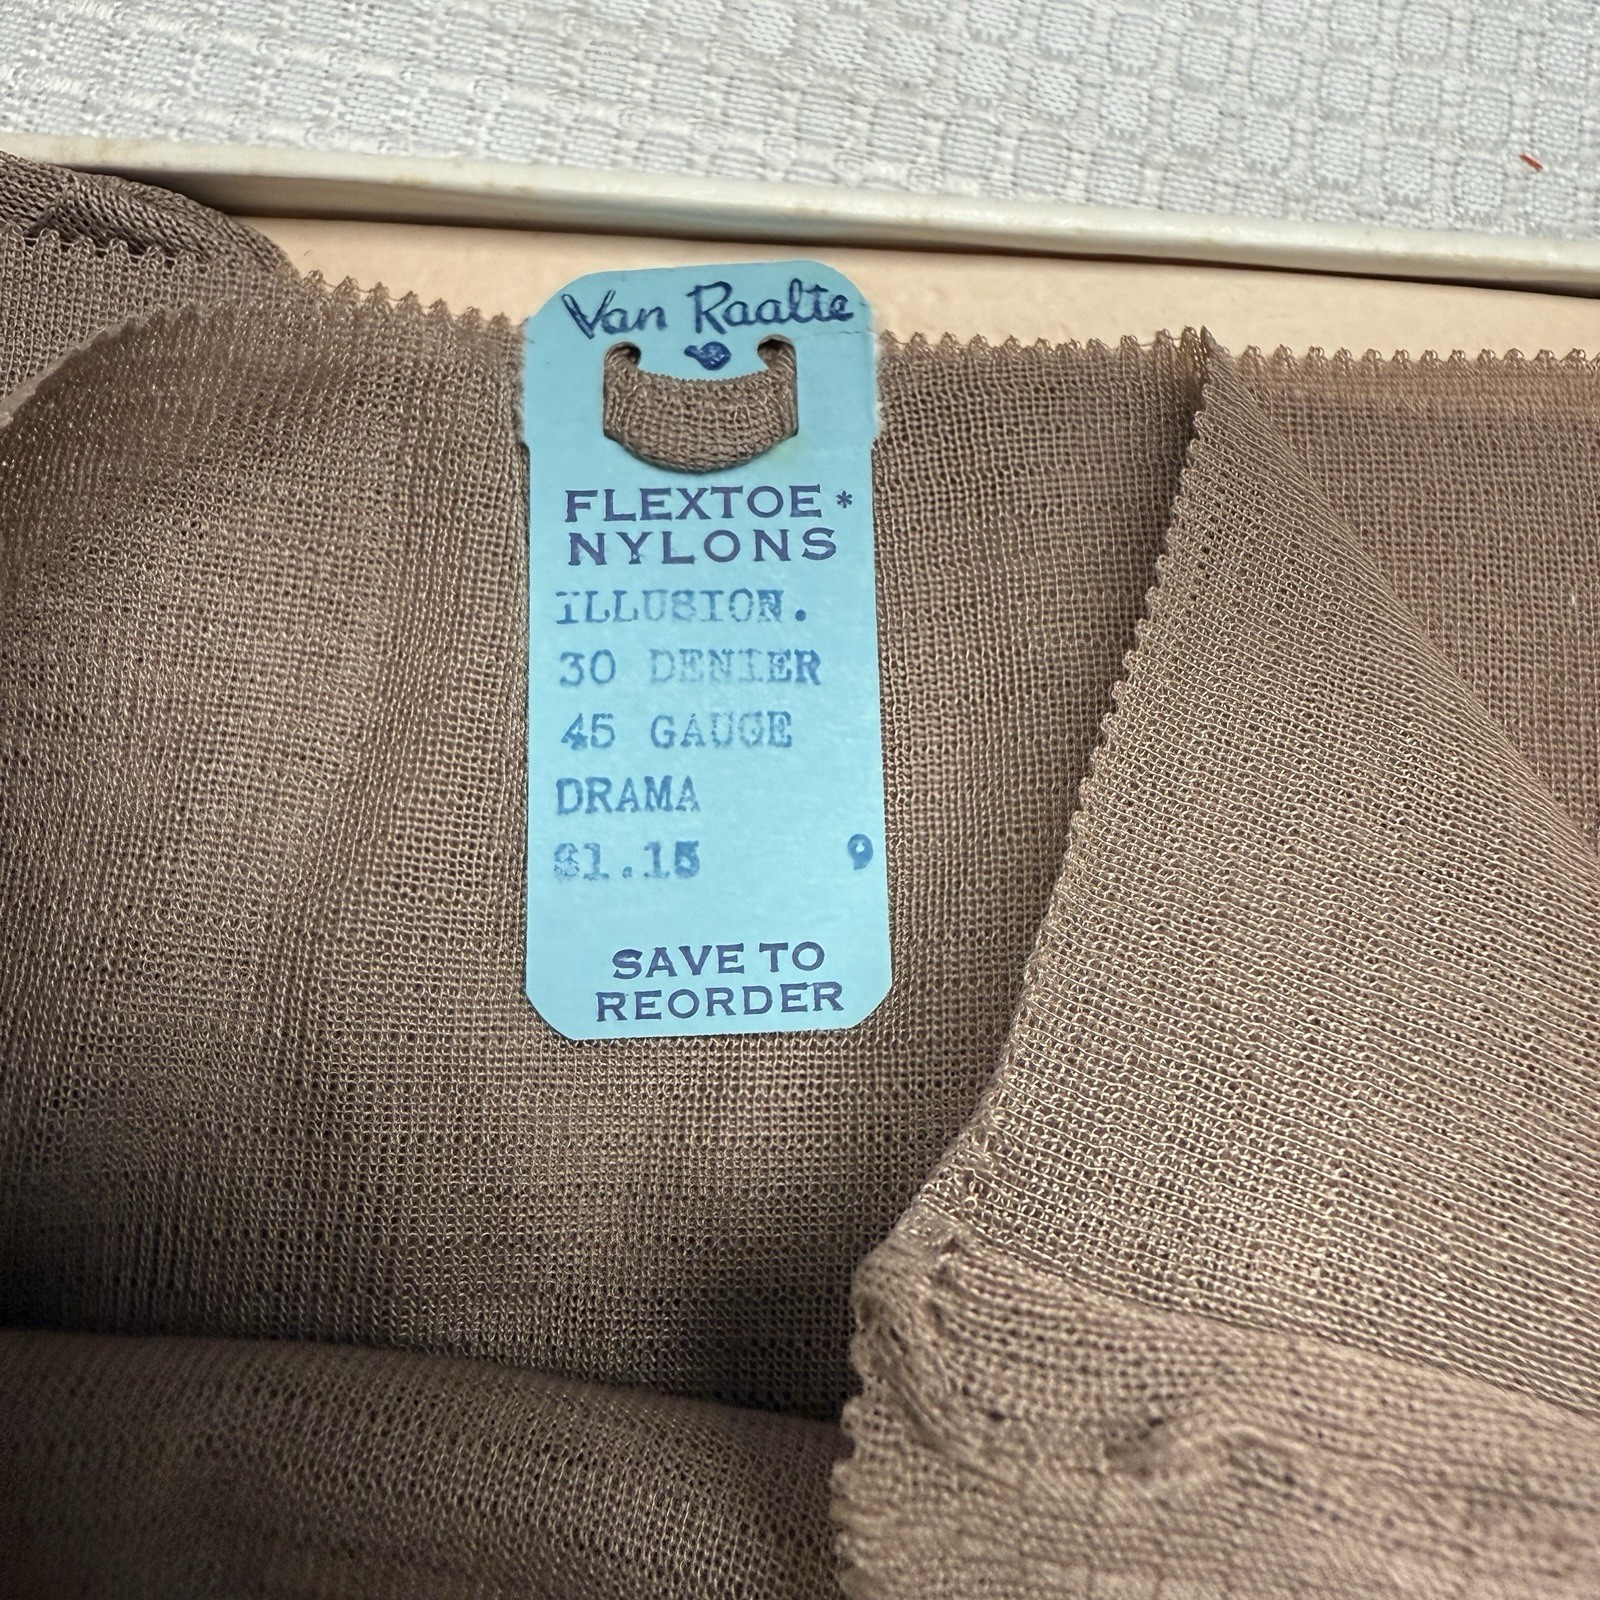 Van Raalte
FLEXTOE*
NYLONS
ILLUSION.
30 DENIER
45 GAUGE
DRAMA
$1.15 9
SAVE TO
REORDER